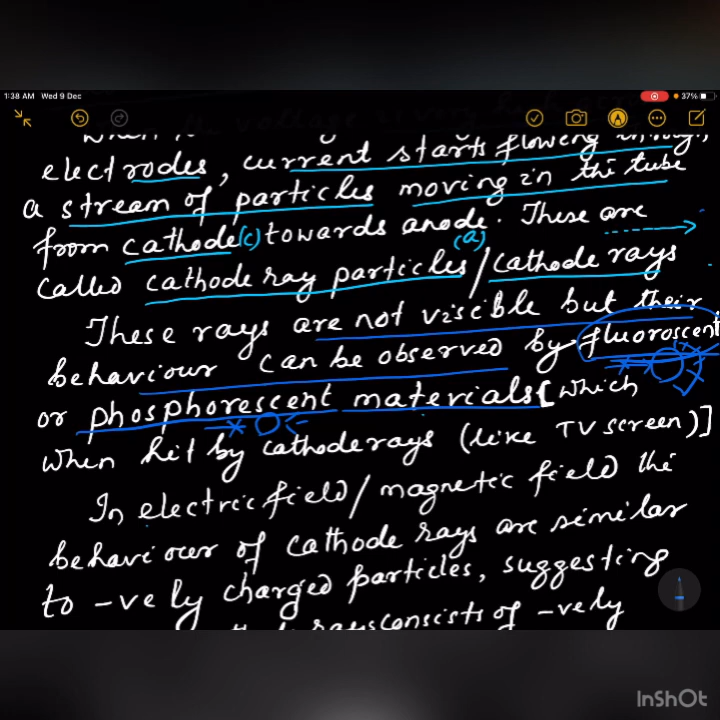 1:38 AM Wed 9 Dec
37%
electrodes, current starts flowing through
a stream of particles moving in the tube
from cathode (c) towards anode. These are
(a)
called cathode ray particles / cathode rays
These rays are not visible but their
behaviour can be observed by fluoroscent
or phosphorescent materials [which
when hit by cathode rays (like TV screen)]
In electric field / magnetic field the
behaviour of cathode rays are similar
to -vely charged particles, suggesting
rays consists of -vely
InShOt